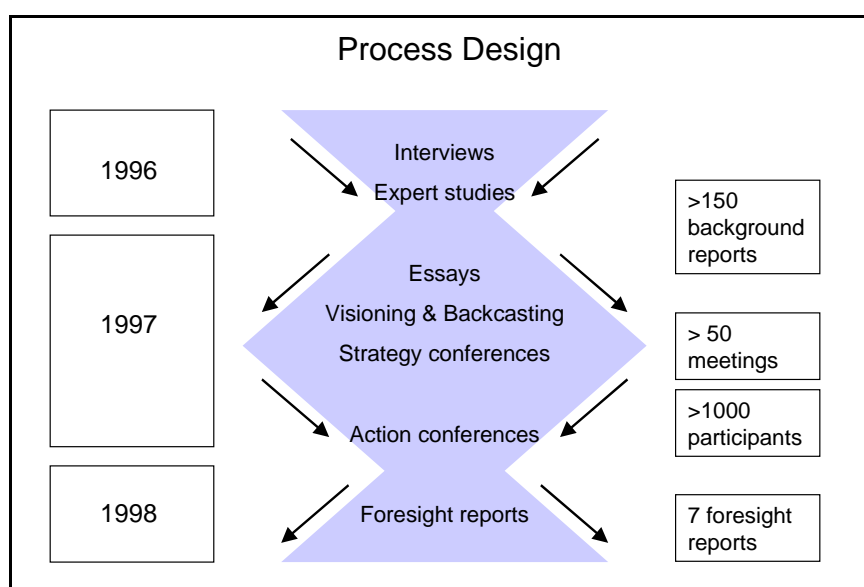 Process Design
1996
Interviews
Expert studies
>150
background
reports
1997
Essays
Visioning & Backcasting
Strategy conferences
> 50
meetings
>1000
participants
Action conferences
1998
Foresight reports
7 foresight
reports